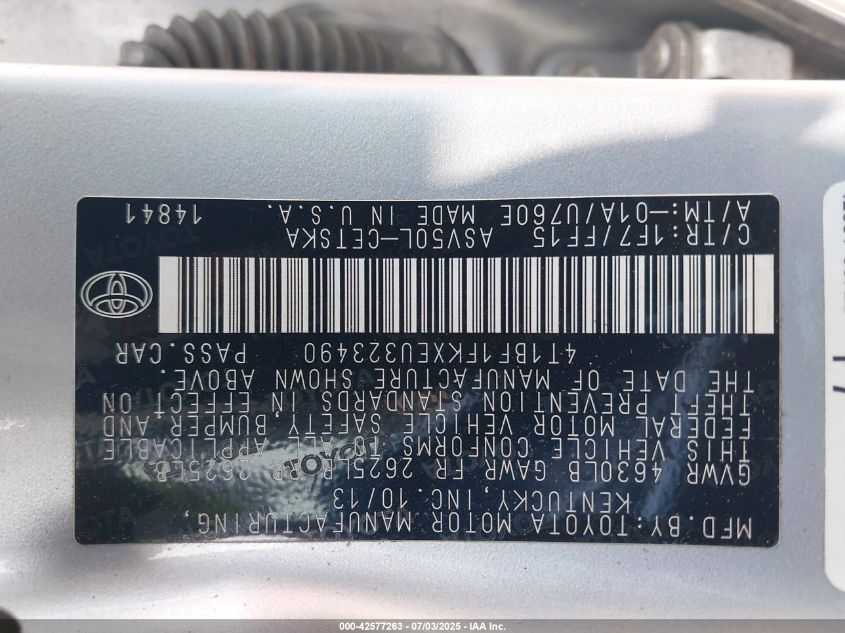 MFD. BY: TOYOTA MOTOR MANUFACTURING,
KENTUCKY, INC. 10/13
GVWR 4630LB GAWR FR 2625LB RR 2625LB
THIS VEHICLE CONFORMS TO ALL APPLICABLE
FEDERAL MOTOR VEHICLE SAFETY BUMPER AND
THEFT PREVENTION STANDARDS IN EFFECT ON
THE DATE OF MANUFACTURE SHOWN ABOVE.
4T1BF1FKXEU323490 PASS. CAR
C/TR: 1F7/FF15 ASV50L-CETSKA
A/TM: -01A/U760E MADE IN U.S.A. 14841
000-42577263 - 07/03/2025 - IAA Inc.